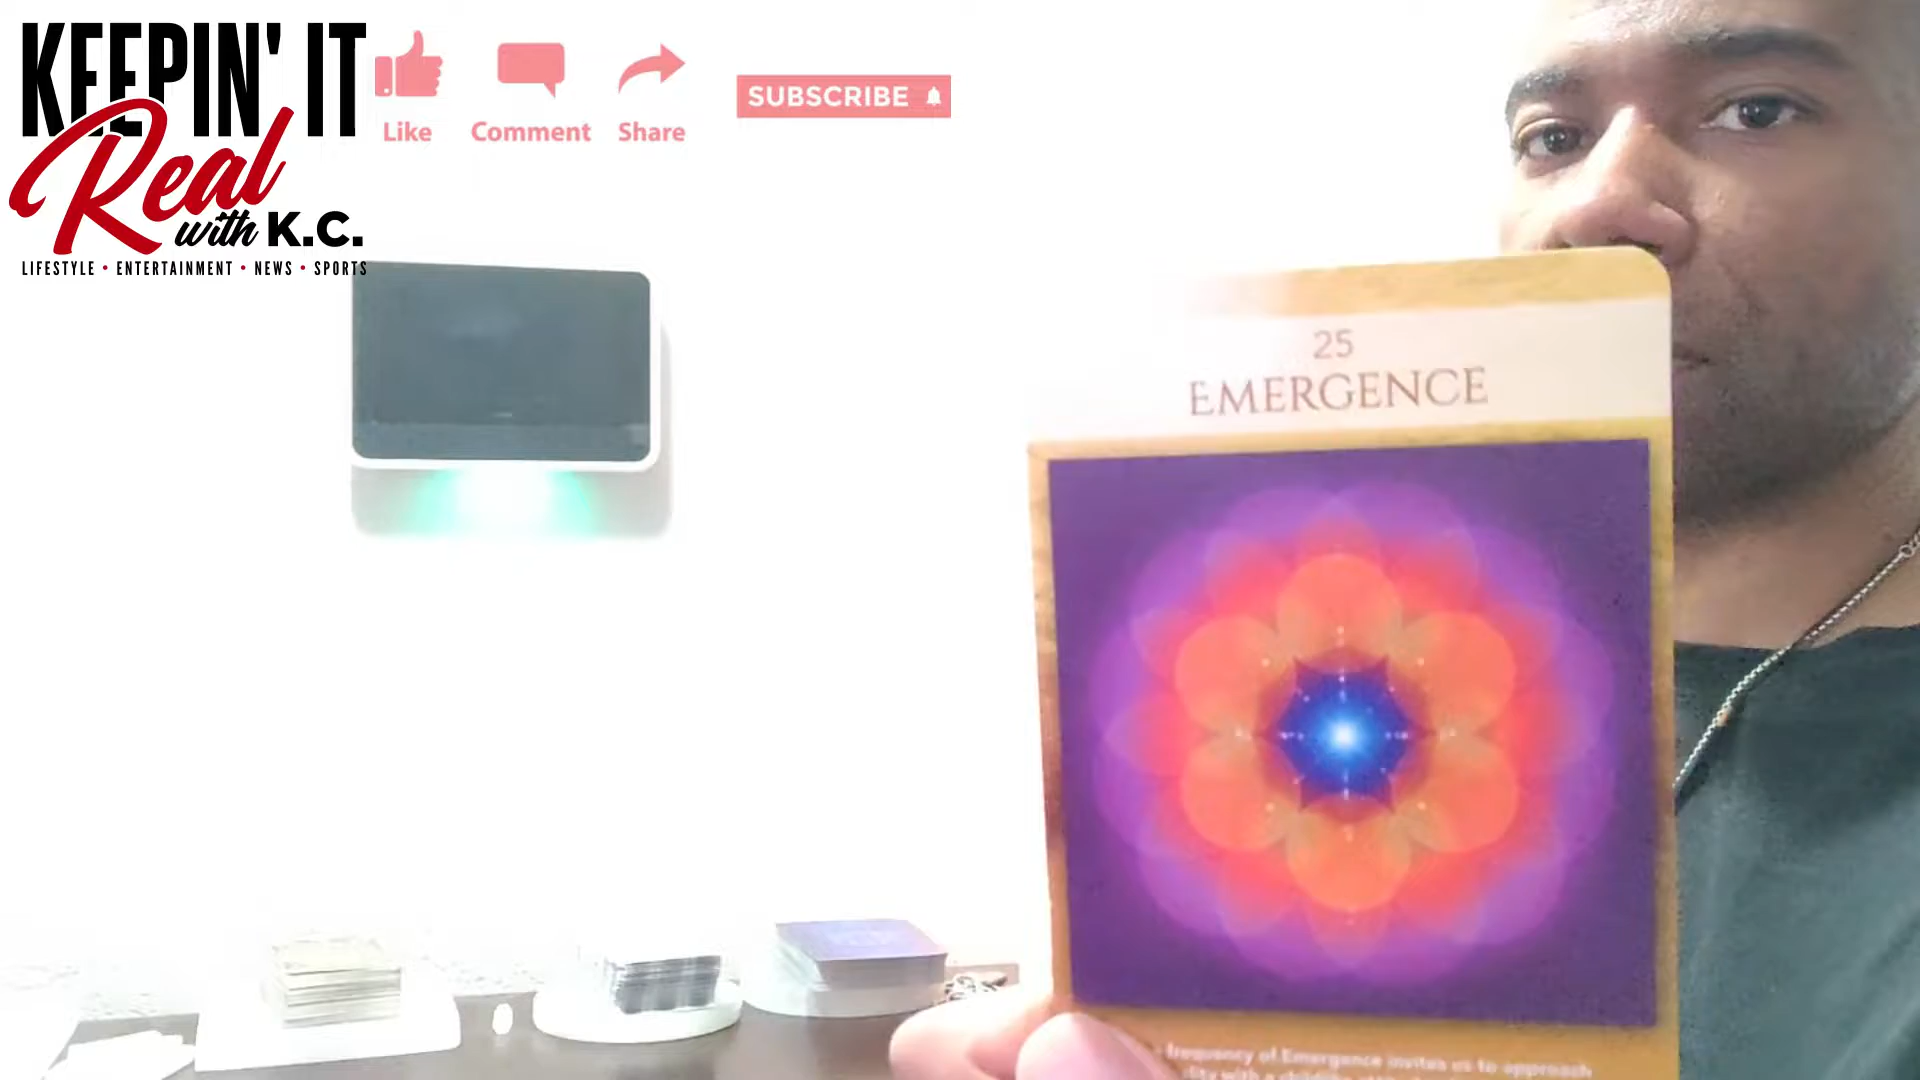 KEEPIN' IT
Real
with K.C.
LIFESTYLE • ENTERTAINMENT • NEWS • SPORTS
Like
Comment
Share
SUBSCRIBE
25
EMERGENCE
frequency of Emergence invites us to approach
with a